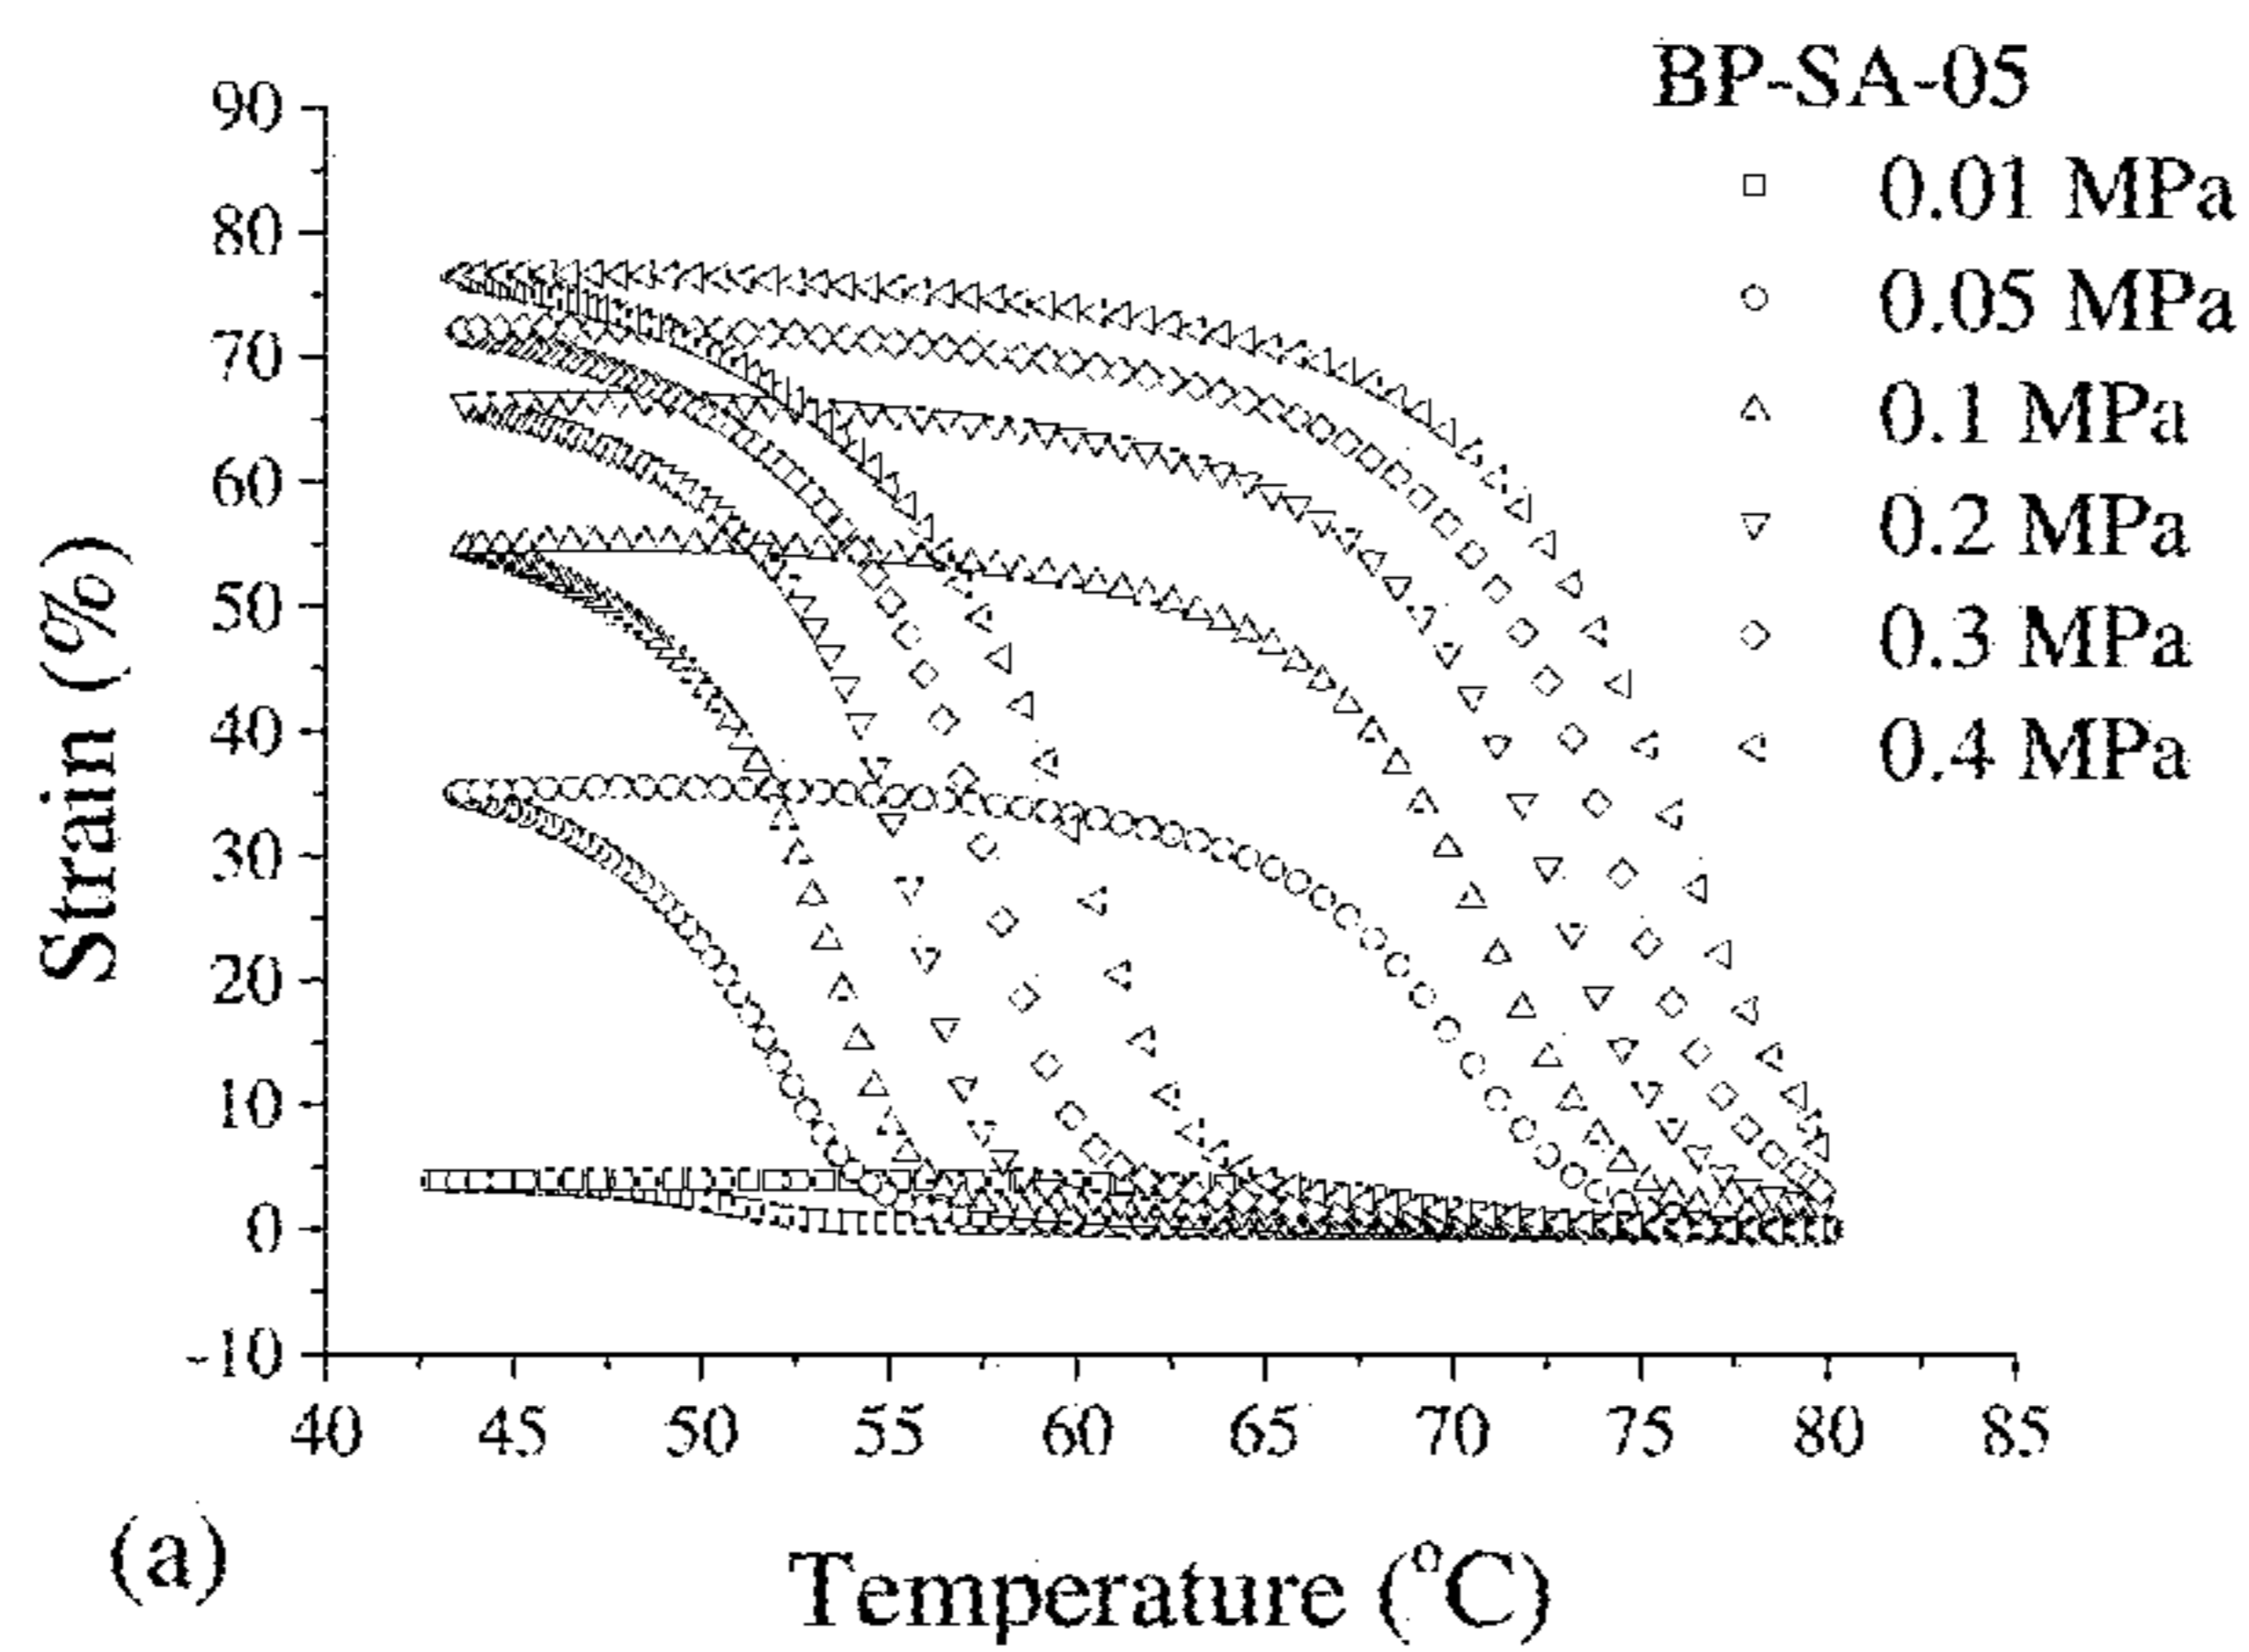 BP-SA-05
0.01 MPa
0.05 MPa
0.1 MPa
0.2 MPa
0.3 MPa
0.4 MPa
Strain (%)
90
80
70
60
50
40
30
20
10
0
-10
40 45 50 55 60 65 70 75 80 85
(a)
Temperature (°C)